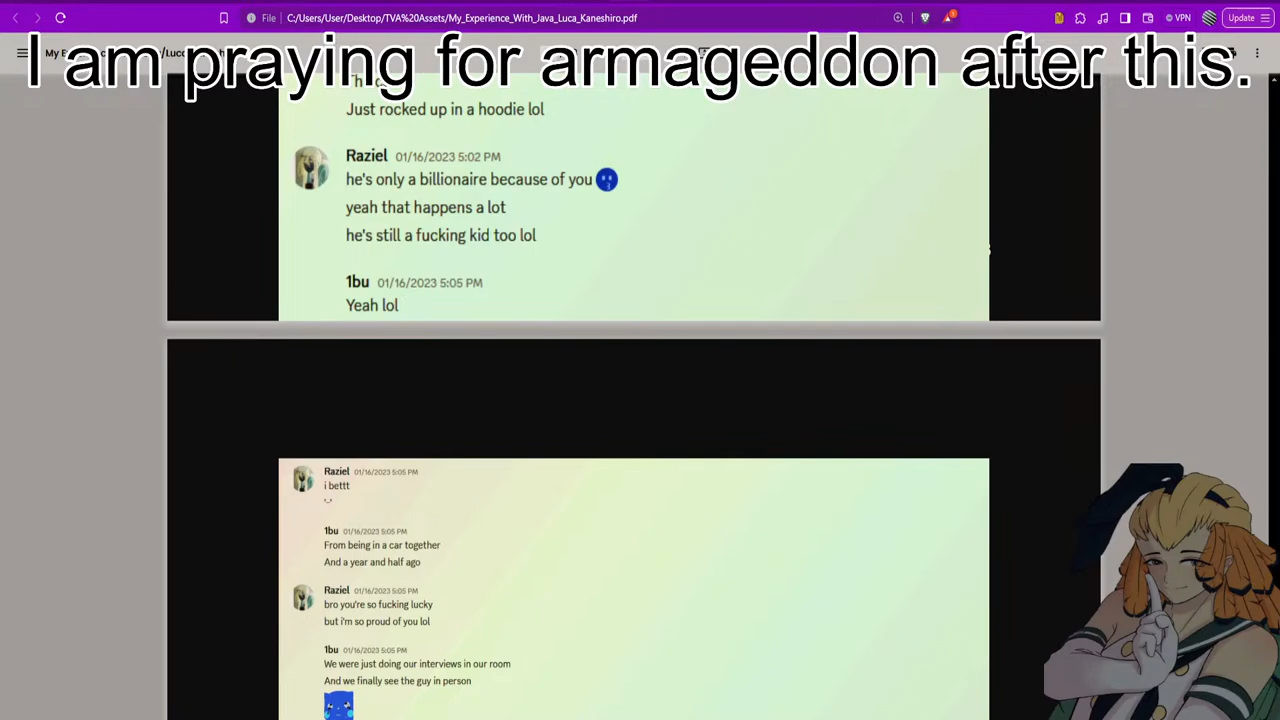 File C:/Users/User/Desktop/TVA%20Assets/My_Experience_With_Java_Luca_Kaneshiro.pdf
VPN
Update
I am praying for armageddon after this.
Just rocked up in a hoodie lol
Raziel 01/16/2023 5:02 PM
he's only a billionaire because of you
yeah that happens a lot
he's still a fucking kid too lol
1bu 01/16/2023 5:05 PM
Yeah lol
Raziel 01/16/2023 5:05 PM
i bettt
'-'
1bu 01/16/2023 5:05 PM
From being in a car together
And a year and half ago
Raziel 01/16/2023 5:05 PM
bro you're so fucking lucky
but i'm so proud of you lol
1bu 01/16/2023 5:05 PM
We were just doing our interviews in our room
And we finally see the guy in person